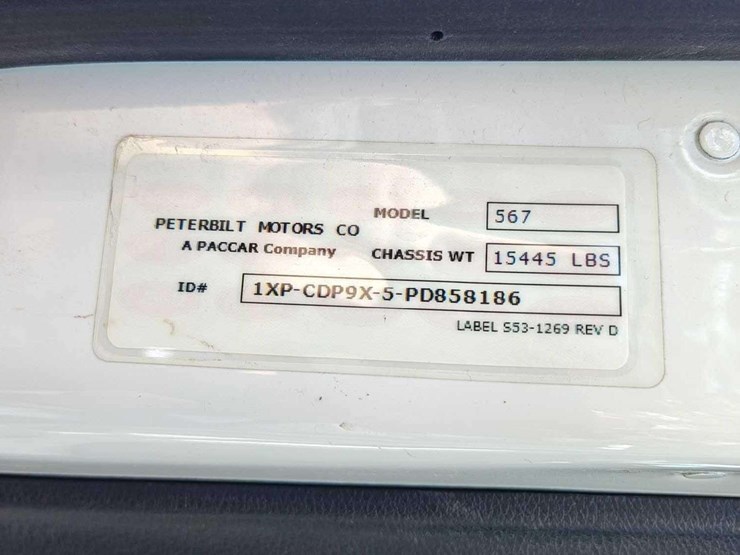 PETERBILT MOTORS CO MODEL 567
A PACCAR Company CHASSIS WT 15445 LBS
ID# 1XP-CDP9X-5-PD858186
LABEL S53-1269 REV D